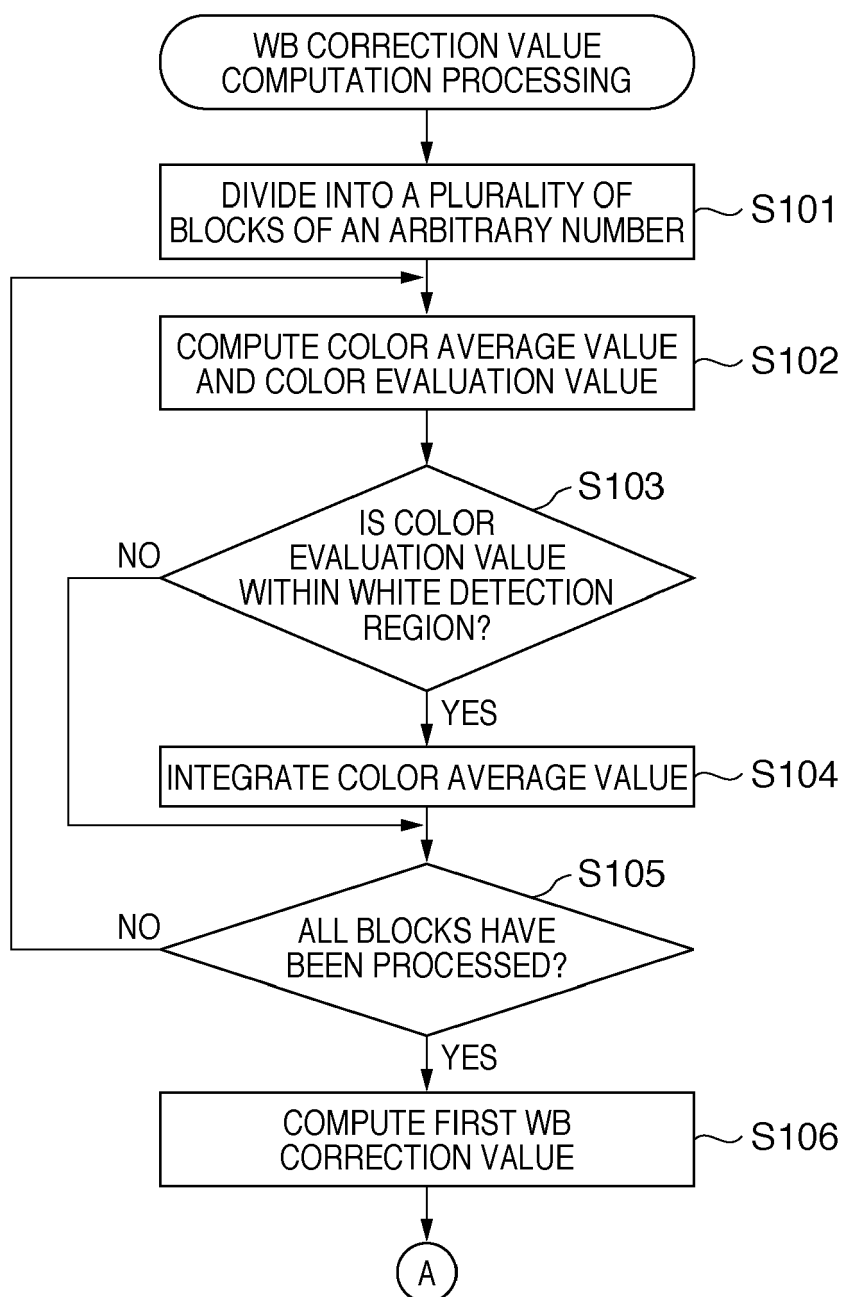 WB CORRECTION VALUE
COMPUTATION PROCESSING
DIVIDE INTO A PLURALITY OF
BLOCKS OF AN ARBITRARY NUMBER
S101
COMPUTE COLOR AVERAGE VALUE
AND COLOR EVALUATION VALUE
S102
S103
IS COLOR
EVALUATION VALUE
WITHIN WHITE DETECTION
REGION?
NO
YES
INTEGRATE COLOR AVERAGE VALUE
S104
S105
ALL BLOCKS HAVE
BEEN PROCESSED?
NO
YES
COMPUTE FIRST WB
CORRECTION VALUE
S106
A